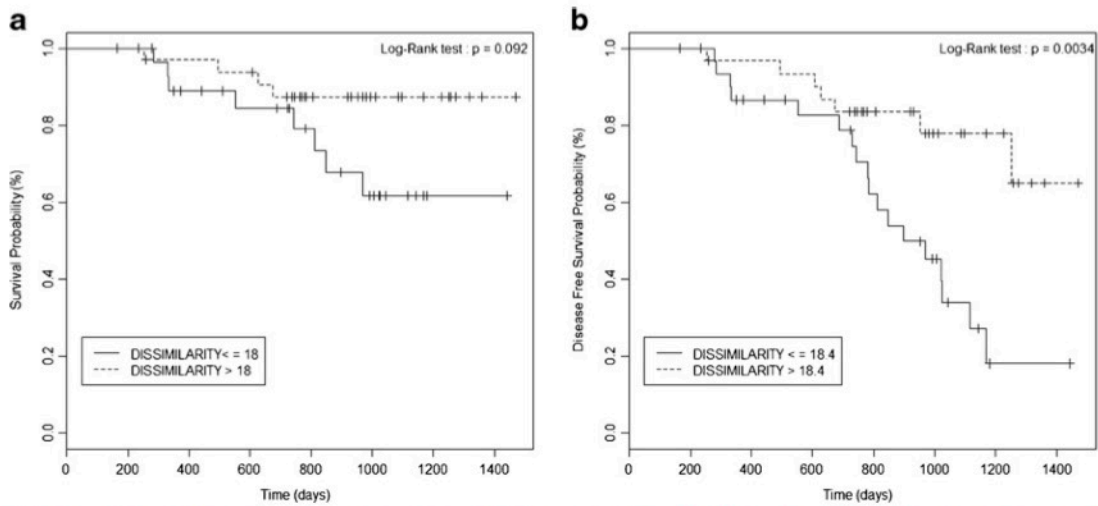 a
Log-Rank test : p = 0.092
Survival Probability (%)
1.0
0.8
0.6
0.4
0.2
0.0
DISSIMILARITY< = 18
DISSIMILARITY > 18
0 200 400 600 800 1000 1200 1400
Time (days)
b
Log-Rank test : p = 0.0034
Disease Free Survival Probability (%)
1.0
0.8
0.6
0.4
0.2
0.0
DISSIMILARITY <= 18.4
DISSIMILARITY > 18.4
0 200 400 600 800 1000 1200 1400
Time (days)